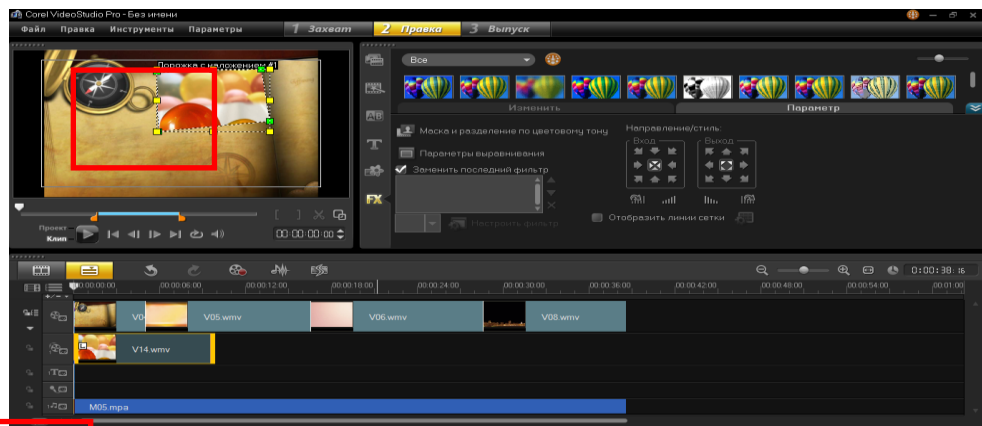 Corel VideoStudio Pro - Без имени
Файл Правка Инструменты Параметры 1 Захват 2 Правка 3 Выпуск
Дорожка с наложением #1
Все
Изменить Параметр
Маска и разделение по цветовому тону
Параметры выравнивания
Заменить последний фильтр
Настроить фильтр
Направление/стиль:
Вход Выход
Отобразить линии сетки
Проект
Клип
00:00:00:00
0:00:38:16
00:00:00:00 00:00:06:00 00:00:12:00 00:00:18:00 00:00:24:00 00:00:30:00 00:00:36:00 00:00:42:00 00:00:48:00 00:00:54:00
V05.wmv V06.wmv V08.wmv
V14.wmv
M05.mpa